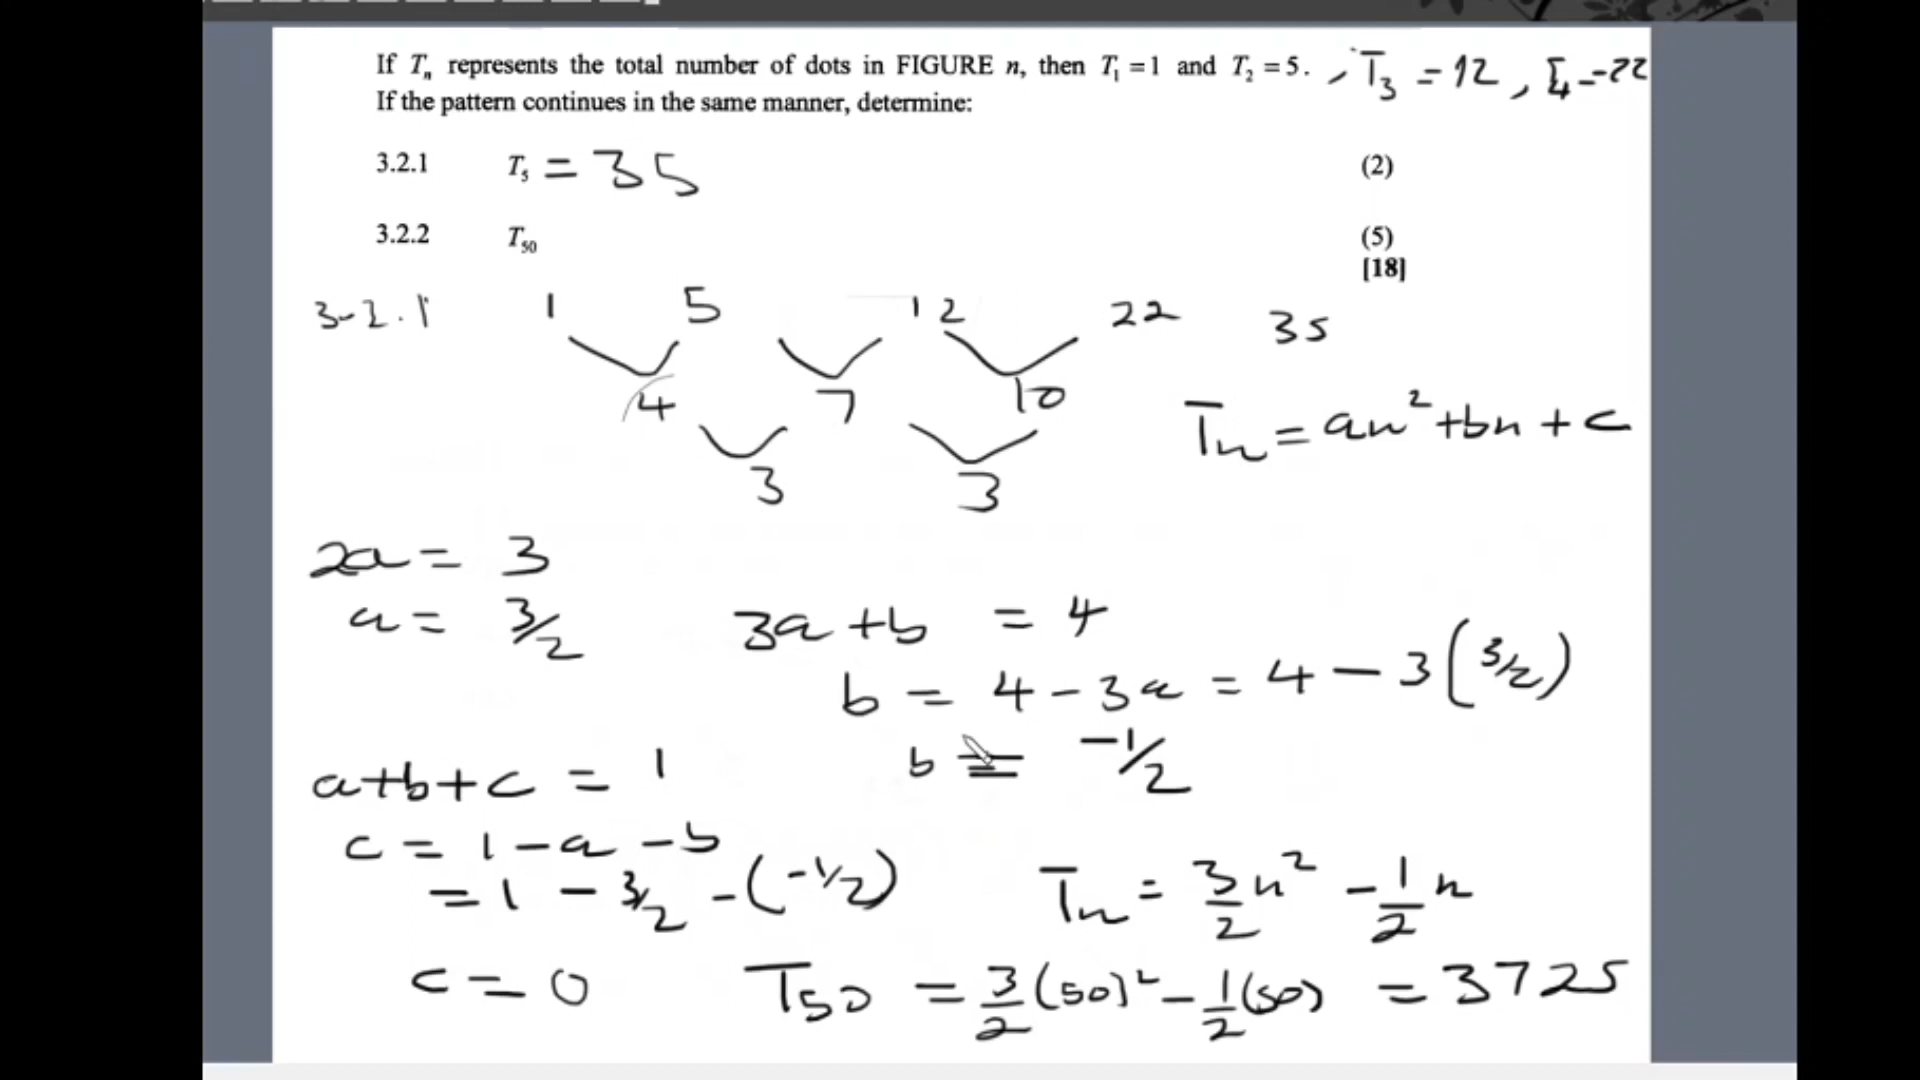 If Tₙ represents the total number of dots in FIGURE n, then T₁ = 1 and T₂ = 5. , T₃ = 12 , T₄ = 22
If the pattern continues in the same manner, determine:
3.2.1 T₅ = 35 (2)
3.2.2 T₅₀ (5)
[18]
3-2.1 1 5 12 22 35
4 7 10
Tₙ = an² + bn + c
3 3
2a = 3
a = 3/2
3a + b = 4
b = 4 - 3a = 4 - 3(3/2)
b = -1/2
a + b + c = 1
c = 1 - a - b
= 1 - 3/2 - (-1/2)
Tₙ = 3/2 n² - 1/2 n
c = 0
T₅₀ = 3/2 (50)² - 1/2 (50) = 3725